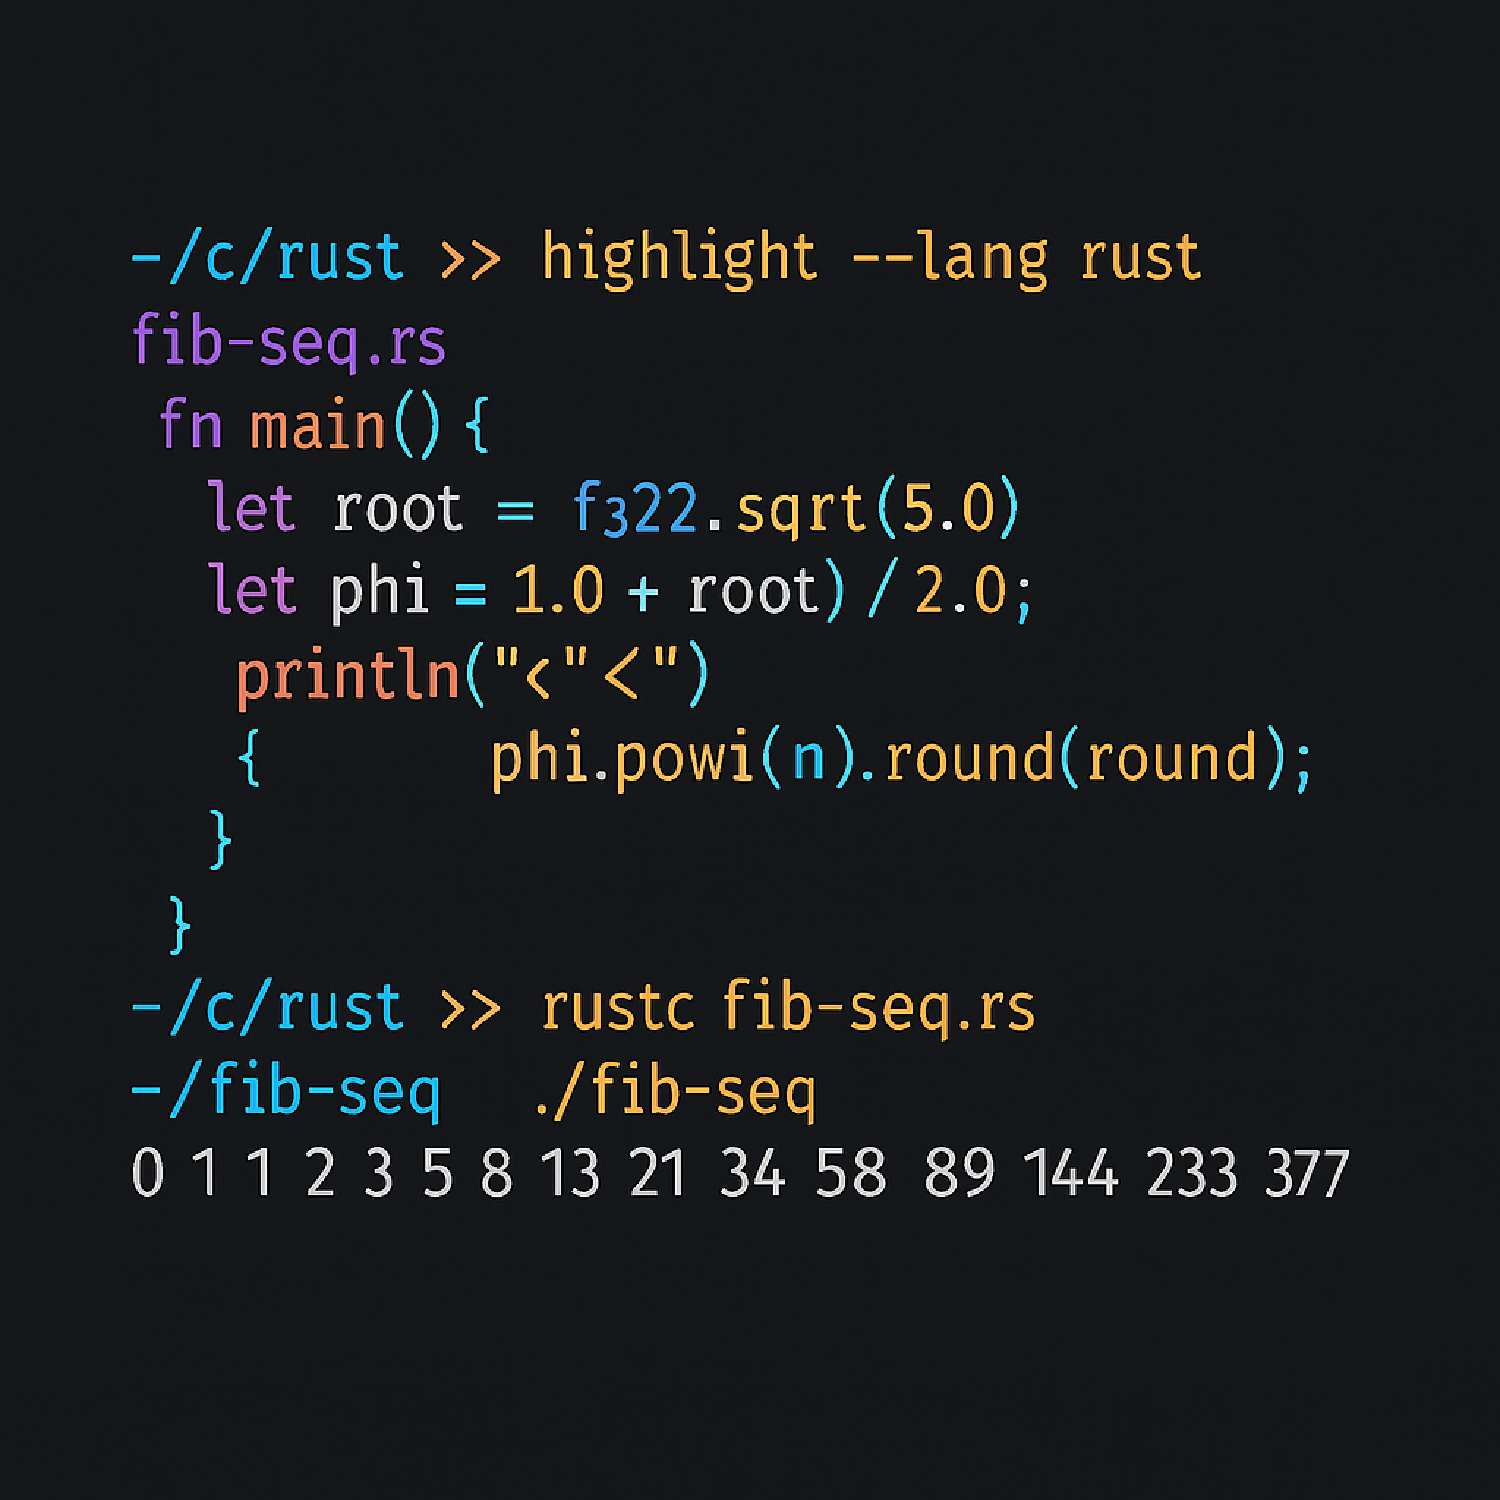 ~/c/rust >> highlight --lang rust
fib-seq.rs
fn main() {
let root = f322.sqrt(5.0)
let phi = 1.0 + root) / 2.0;
println("<"<")
{ phi.powi(n).round(round);
}
}
~/c/rust >> rustc fib-seq.rs
~/fib-seq ./fib-seq
0 1 1 2 3 5 8 13 21 34 58 89 144 233 377